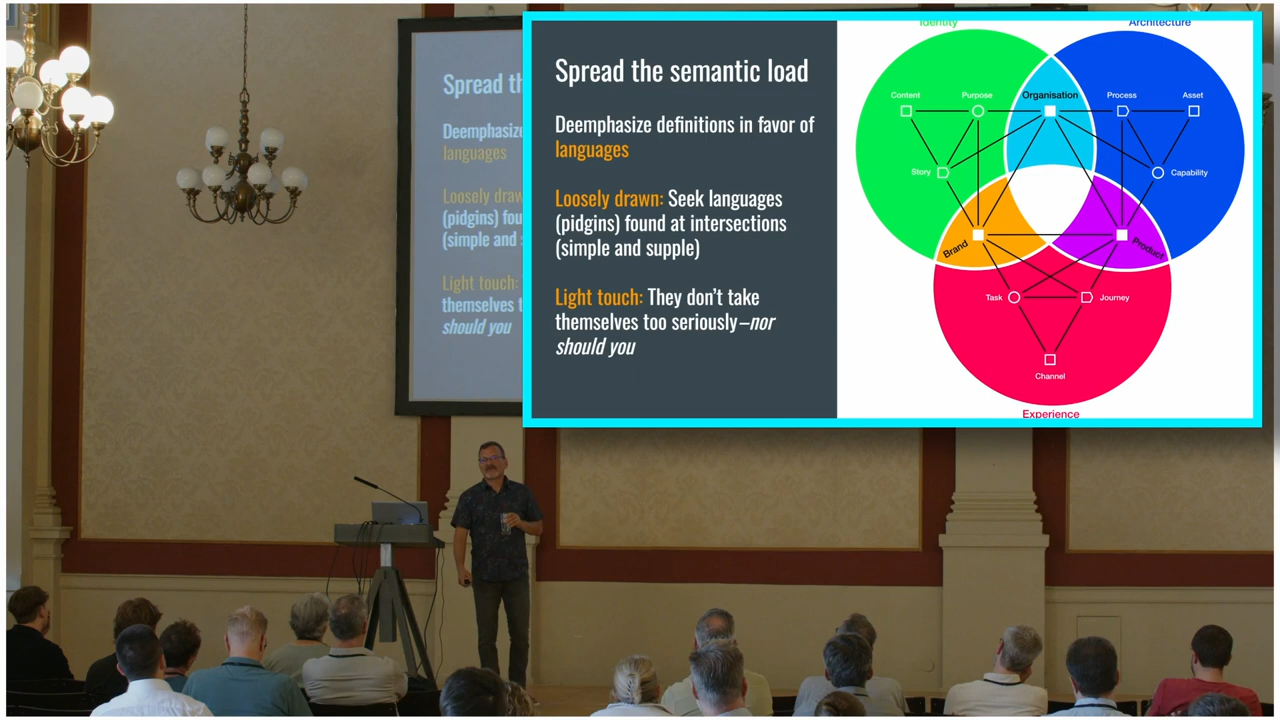 Spread th
Deemphasize
languages
Loosely draw
(pidgins) fou
(simple and s
Light touch:
themselves t
should you
Spread the semantic load
Deemphasize definitions in favor of
languages
Loosely drawn: Seek languages
(pidgins) found at intersections
(simple and supple)
Light touch: They don't take
themselves too seriously–nor
should you
Identity
Architecture
Content
Purpose
Organisation
Process
Asset
Story
Capability
Brand
Product
Task
Journey
Channel
Experience